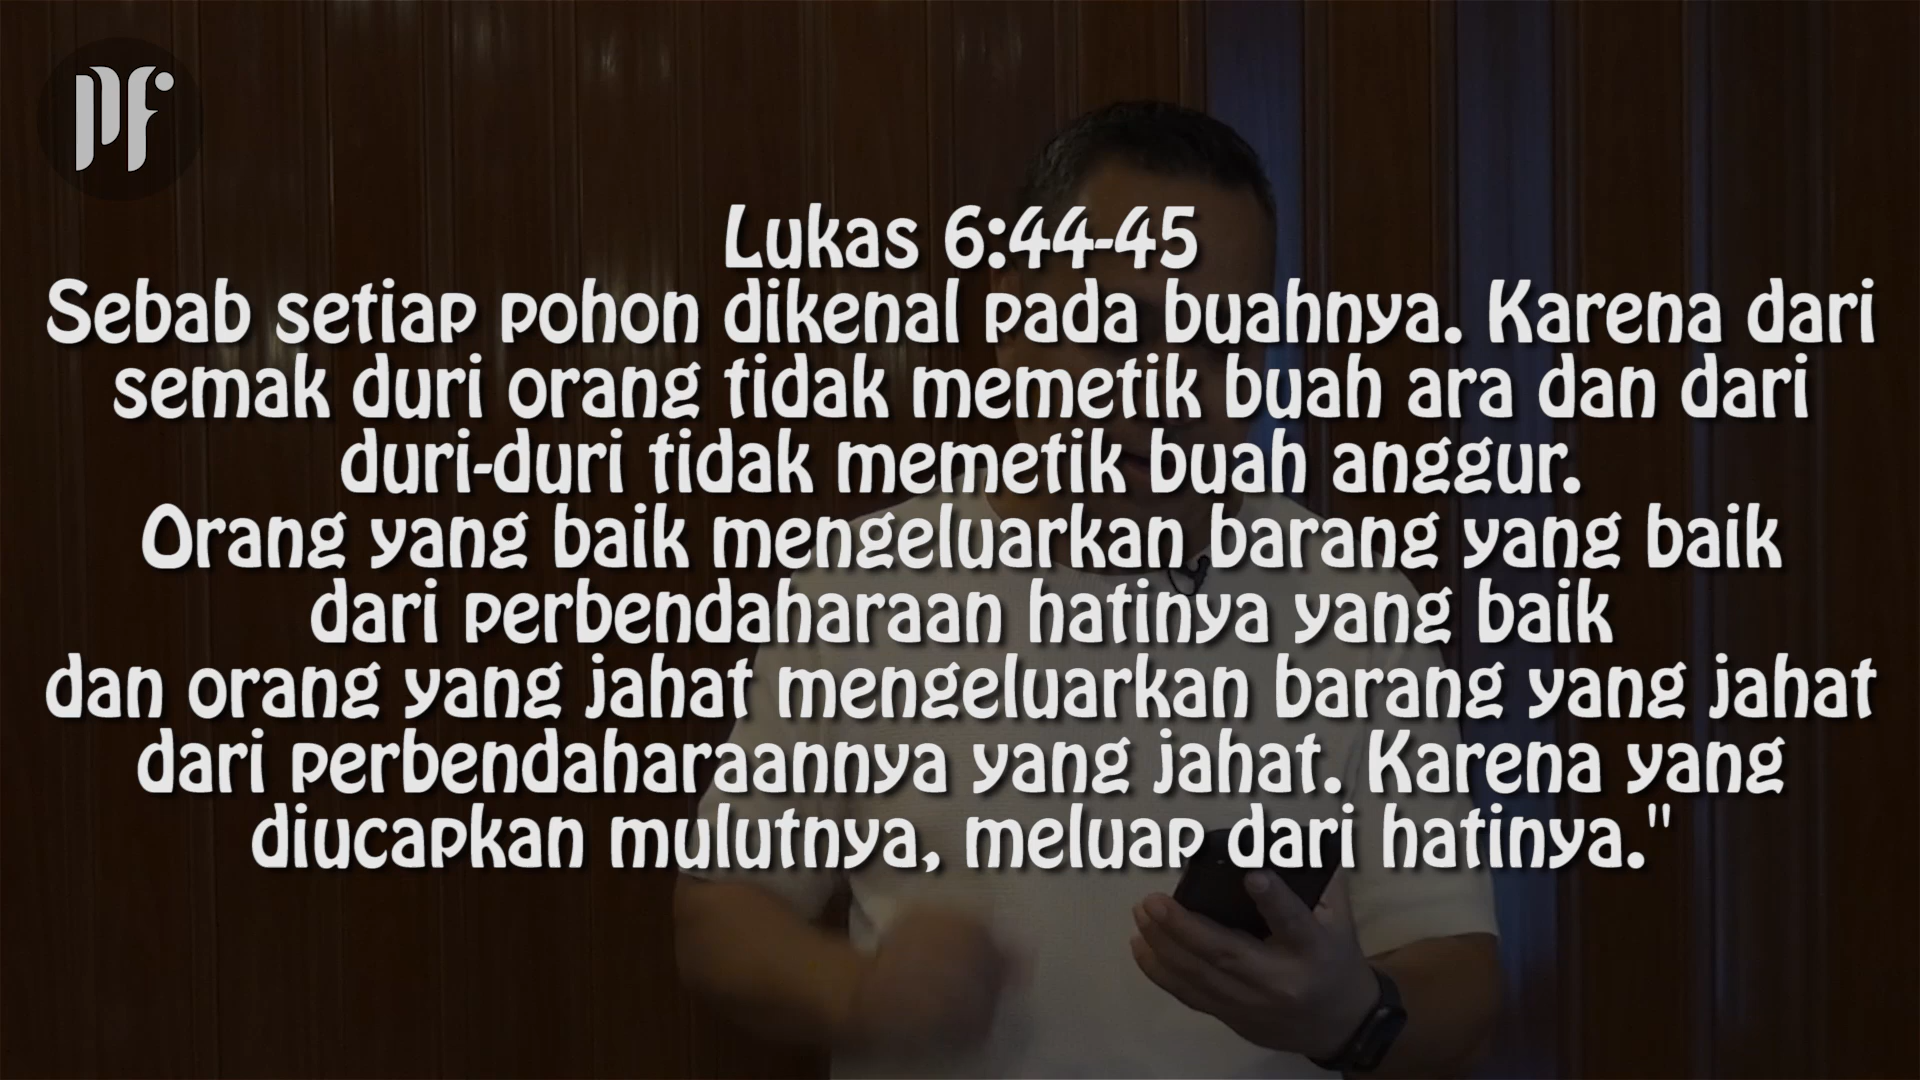 PF
Lukas 6:44-45
Sebab setiap pohon dikenal pada buahnya. Karena dari
semak duri orang tidak memetik buah ara dan dari
duri-duri tidak memetik buah anggur.
Orang yang baik mengeluarkan barang yang baik
dari perbendaharaan hatinya yang baik
dan orang yang jahat mengeluarkan barang yang jahat
dari perbendaharaannya yang jahat. Karena yang
diucapkan mulutnya, meluap dari hatinya."